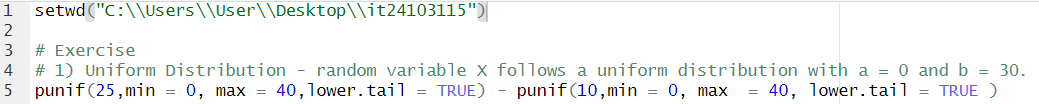 1 setwd("C:\\Users\\User\\Desktop\\it24103115")
2
3 # Exercise
4 # 1) Uniform Distribution - random variable X follows a uniform distribution with a = 0 and b = 30.
5 punif(25,min = 0, max = 40,lower.tail = TRUE) - punif(10,min = 0, max  = 40, lower.tail = TRUE )